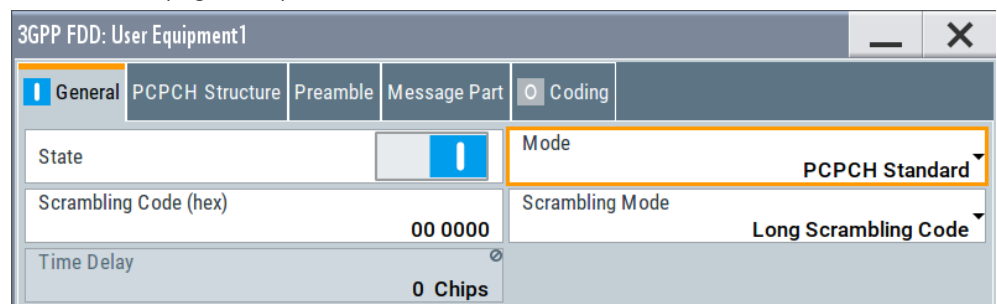 3GPP FDD: User Equipment1
General PCPCH Structure Preamble Message Part O Coding
State
Mode
PCPCH Standard
Scrambling Code (hex)
00 0000
Scrambling Mode
Long Scrambling Code
Time Delay
0 Chips